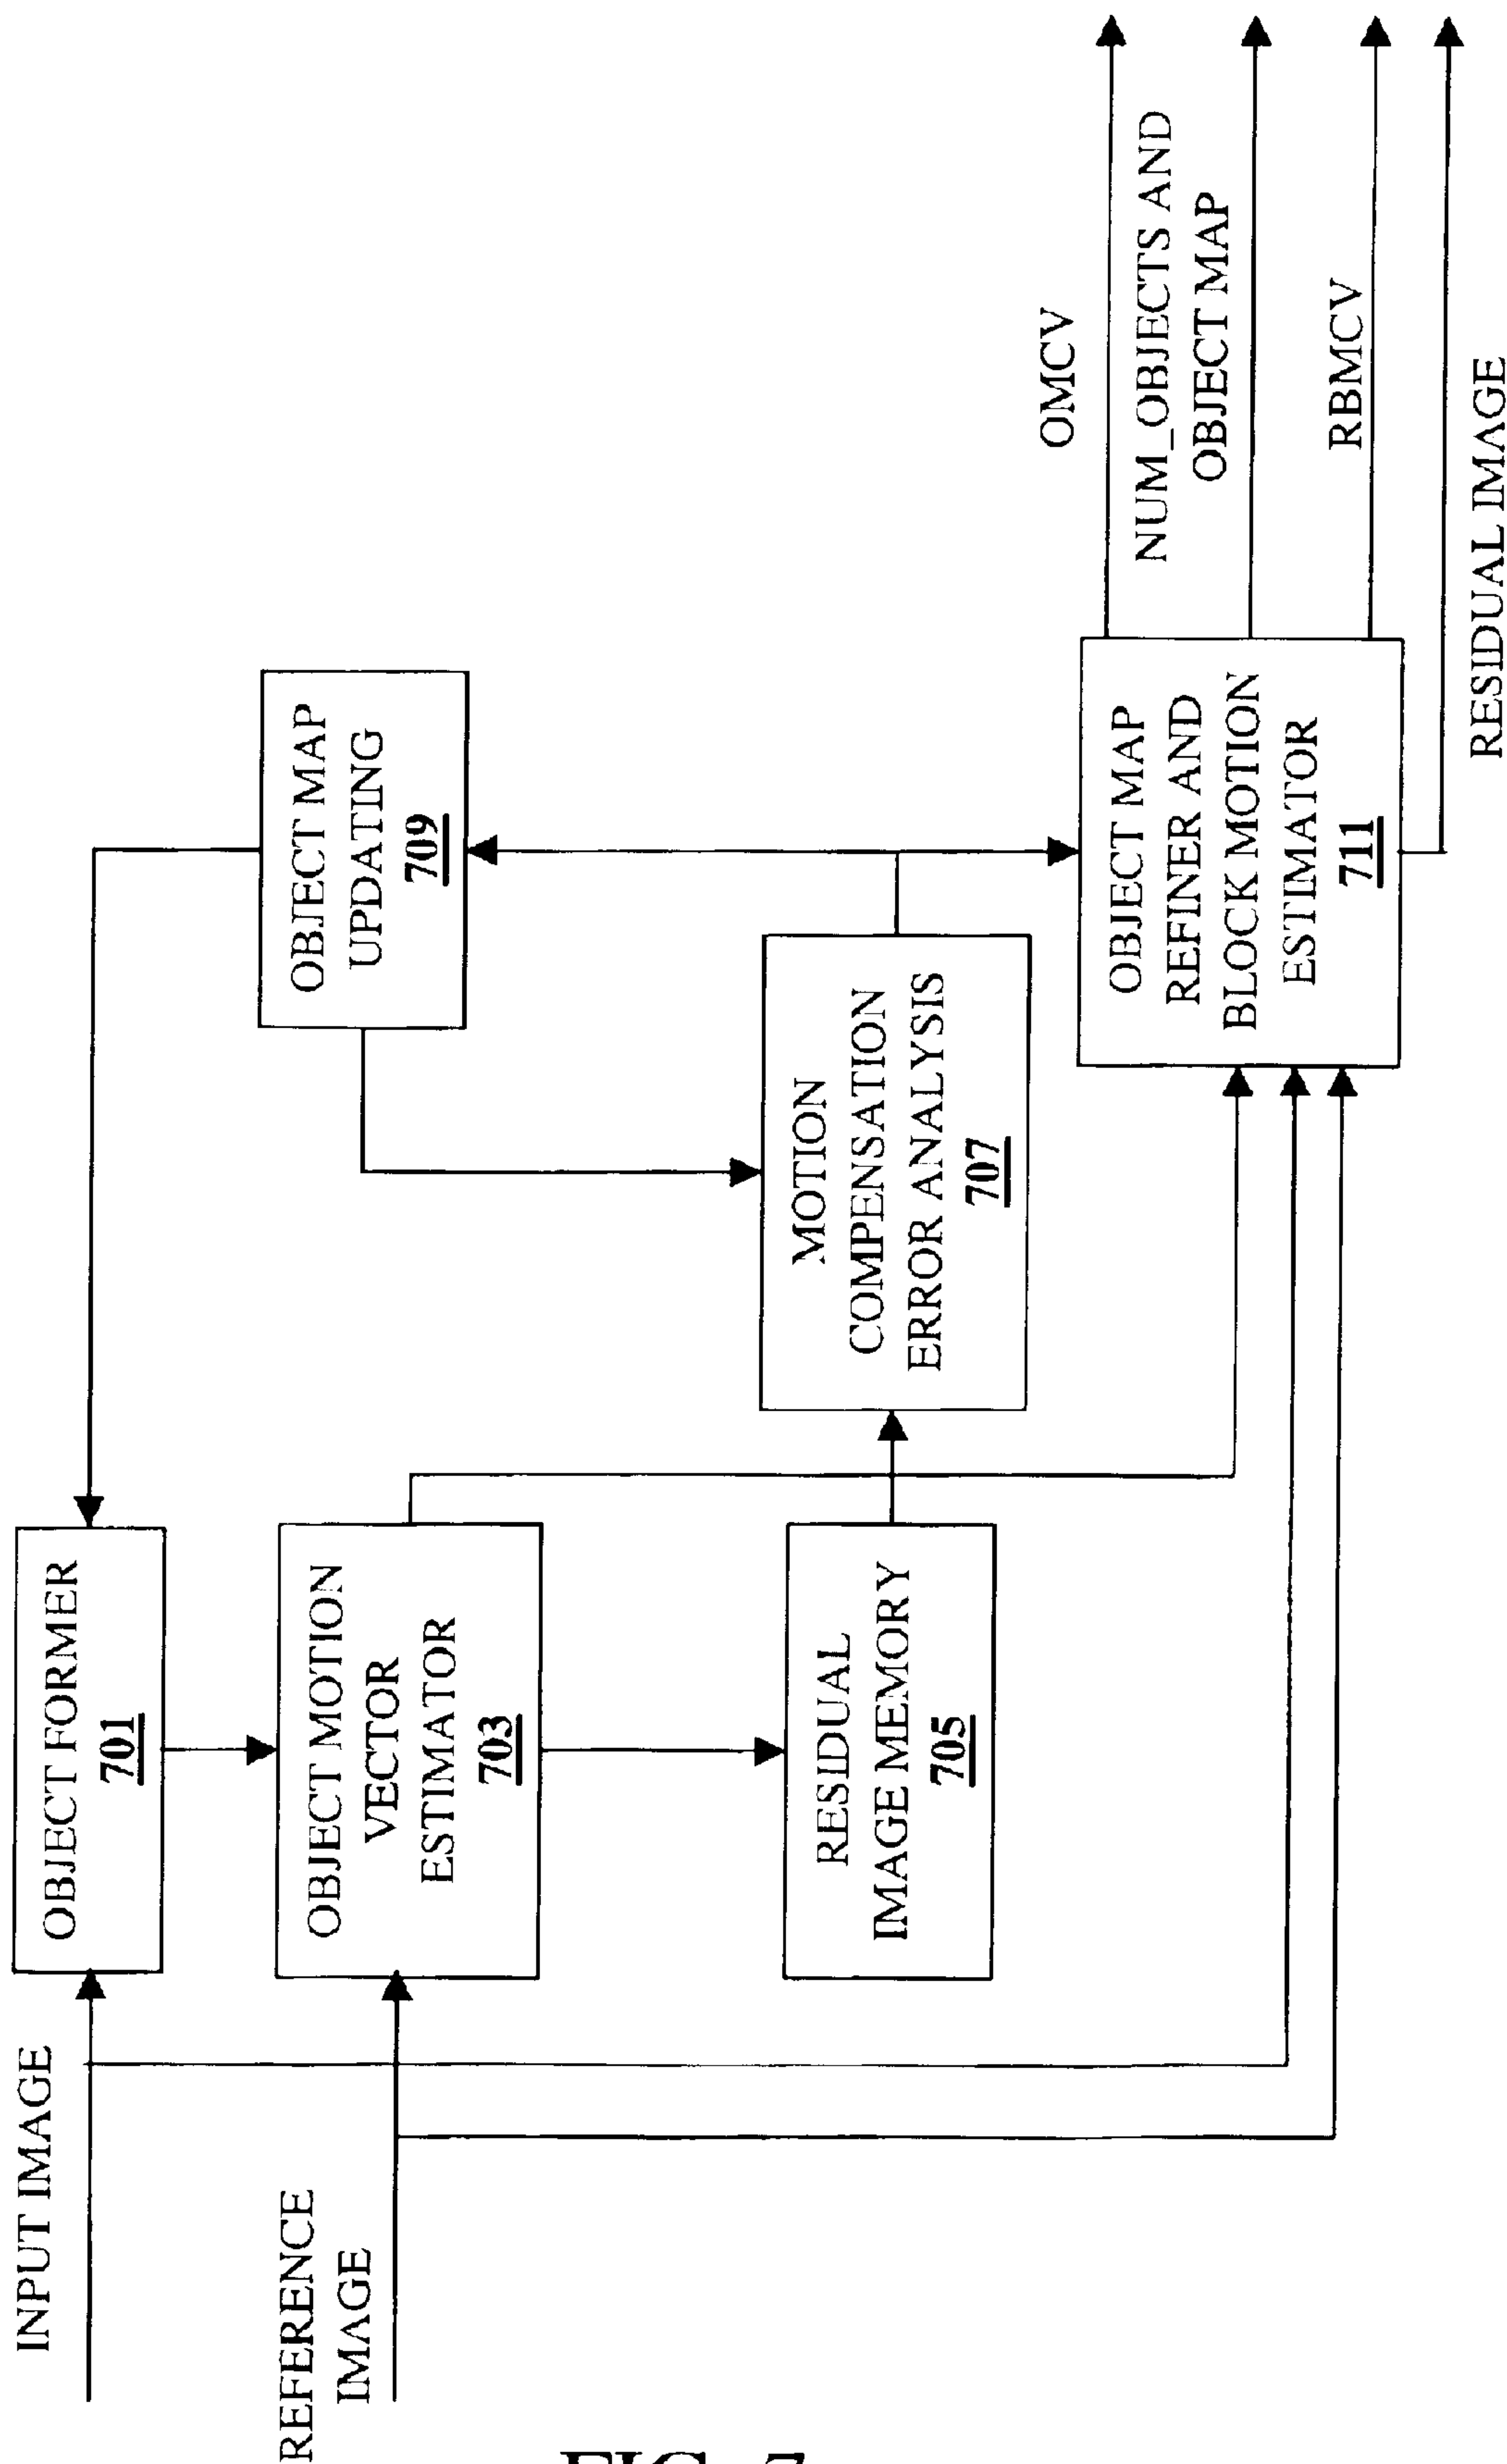 INPUT IMAGE
REFERENCE
IMAGE
OBJECT FORMER
701
OBJECT MOTION
VECTOR
ESTIMATOR
703
RESIDUAL
IMAGE MEMORY
705
MOTION
COMPENSATION
ERROR ANALYSIS
707
OBJECT MAP
UPDATING
709
OBJECT MAP
REFINER AND
BLOCK MOTION
ESTIMATOR
711
OMCV
NUM_OBJECTS AND
OBJECT MAP
RBMCV
RESIDUAL IMAGE
FIG. 7